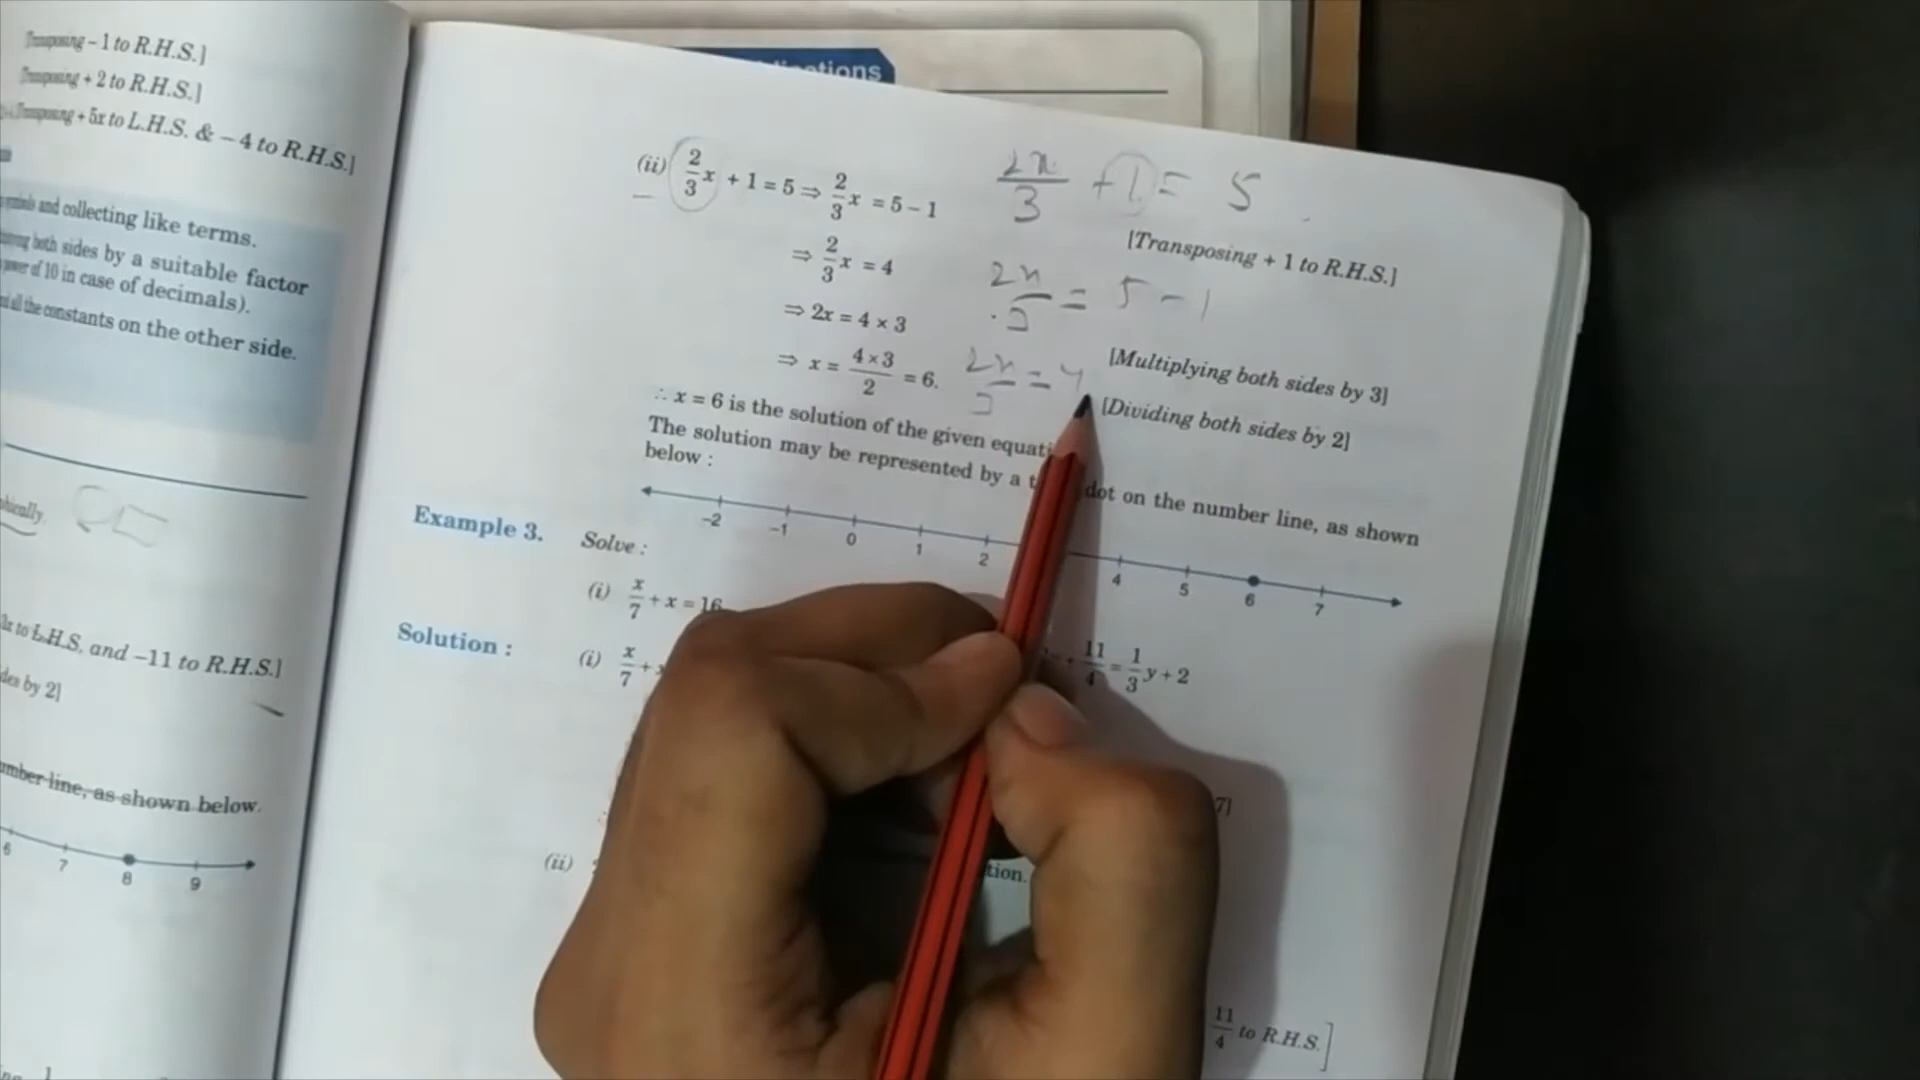 – 1 to R.H.S.]
+ 2 to R.H.S.]
+ 5x to L.H.S. & – 4 to R.H.S.]
and collecting like terms.
both sides by a suitable factor
power of 10 in case of decimals).
all the constants on the other side.
to L.H.S. and –11 to R.H.S.]
by 2]
line, as shown below.
6 7 8 9
(ii) 2/3 x + 1 = 5 ⇒ 2/3 x = 5 – 1
2x/3 + 1 = 5
[Transposing + 1 to R.H.S.]
⇒ 2/3 x = 4
2x/3 = 5 - 1
⇒ 2x = 4 × 3
[Multiplying both sides by 3]
⇒ x = 4 × 3/2 = 6.
2x/3 = 4
[Dividing both sides by 2]
∴ x = 6 is the solution of the given
The solution may be represented by a dot on the number line, as shown
below :
–2 –1 0 1 2 4 5 6 7
Example 3. Solve :
(i) x/7 + x = 16
Solution : (i) x/7 +
11/4 = 1/3 y + 2
7]
(ii)
11/4 to R.H.S.]